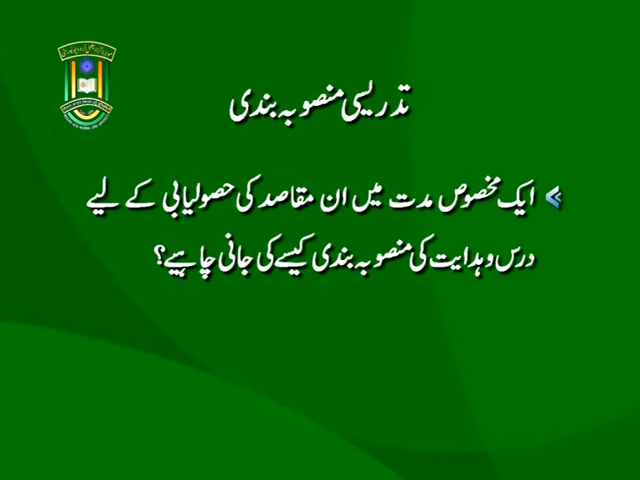 تدریسی منصوبہ بندی
ایک مخصوص مدت میں ان مقاصد کی حصولیابی کے لیے
درس و ہدایت کی منصوبہ بندی کیسے کی جانی چاہیے؟